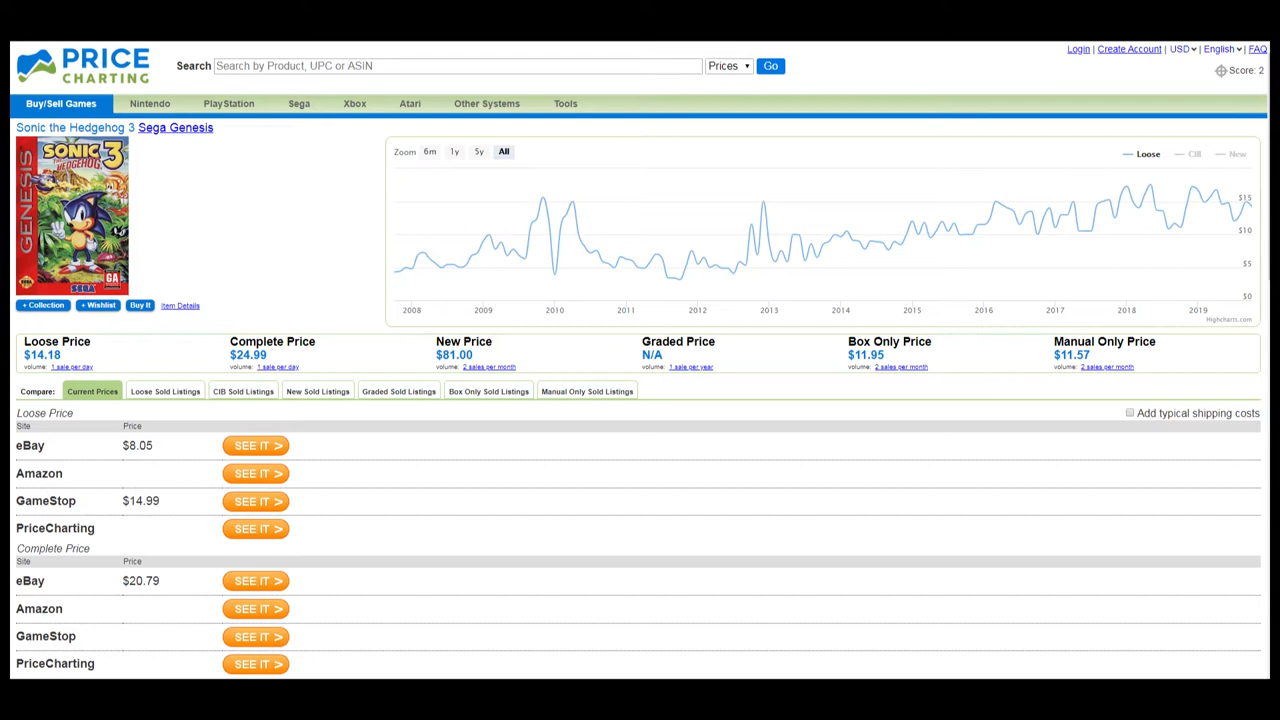 Login | Create Account | USD | English | FAQ
PRICE CHARTING
Search Search by Product, UPC or ASIN Prices Go
Score: 2
Buy/Sell Games Nintendo PlayStation Sega Xbox Atari Other Systems Tools
Sonic the Hedgehog 3 Sega Genesis
GENESIS
SONIC THE HEDGEHOG 3
GA
SEGA
+ Collection + Wishlist Buy It Item Details
Zoom 6m 1y 5y All
Loose CIB New
$15
$10
$5
$0
2008 2009 2010 2011 2012 2013 2014 2015 2016 2017 2018 2019
Highcharts.com
Loose Price Complete Price New Price Graded Price Box Only Price Manual Only Price
$14.18 $24.99 $81.00 N/A $11.95 $11.57
volume: 1 sale per day volume: 1 sale per day volume: 2 sales per month volume: 1 sale per year volume: 2 sales per month volume: 2 sales per month
Compare: Current Prices Loose Sold Listings CIB Sold Listings New Sold Listings Graded Sold Listings Box Only Sold Listings Manual Only Sold Listings
Loose Price Add typical shipping costs
Site Price
eBay $8.05 SEE IT >
Amazon SEE IT >
GameStop $14.99 SEE IT >
PriceCharting SEE IT >
Complete Price
Site Price
eBay $20.79 SEE IT >
Amazon SEE IT >
GameStop SEE IT >
PriceCharting SEE IT >